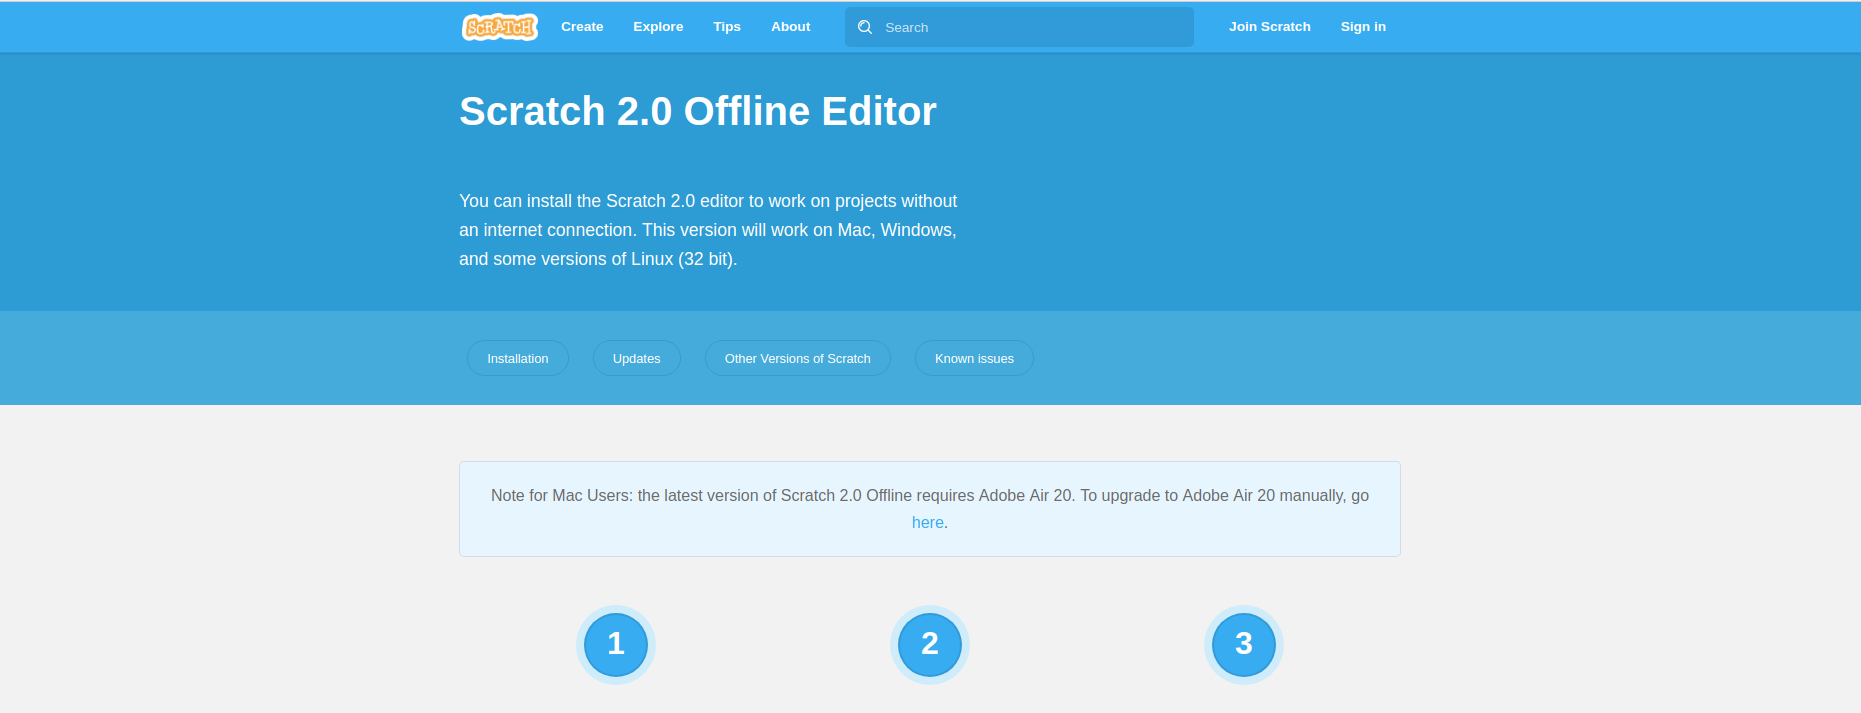 SCRATCH
Create
Explore
Tips
About
Search
Join Scratch
Sign in
Scratch 2.0 Offline Editor
You can install the Scratch 2.0 editor to work on projects without
an internet connection. This version will work on Mac, Windows,
and some versions of Linux (32 bit).
Installation
Updates
Other Versions of Scratch
Known issues
Note for Mac Users: the latest version of Scratch 2.0 Offline requires Adobe Air 20. To upgrade to Adobe Air 20 manually, go
here.
1
2
3